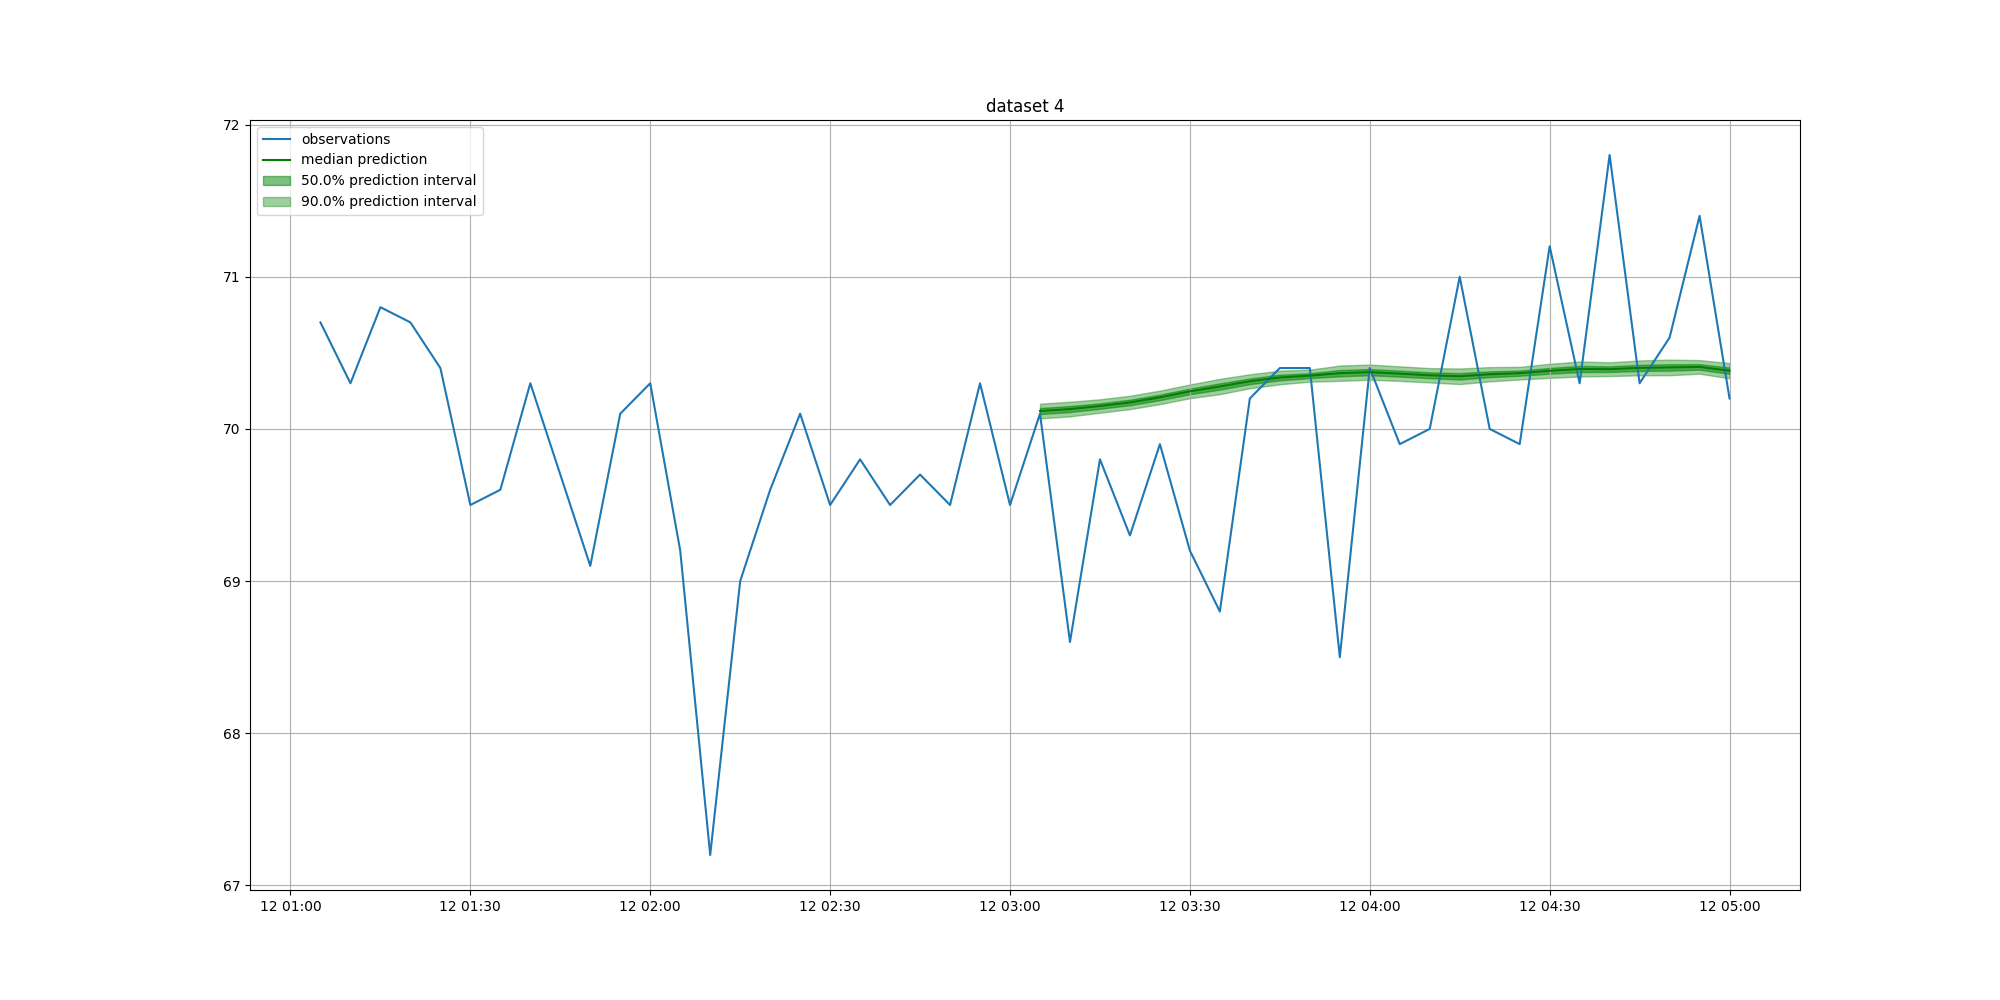 dataset 4
72
observations
median prediction
50.0% prediction interval
90.0% prediction interval
71
70
69
68
67
12 01:00 12 01:30 12 02:00 12 02:30 12 03:00 12 03:30 12 04:00 12 04:30 12 05:00